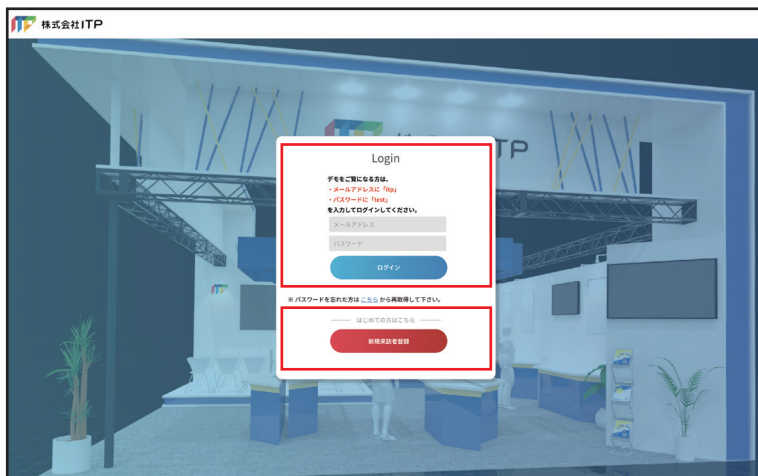 ITP 株式会社ITP
ITP
Login
デモをご覧になる方は、
・メールアドレスに「itp」
・パスワードに「test」
を入力してログインしてください。
メールアドレス
パスワード
ログイン
※ パスワードを忘れた方は こちら から再取得して下さい。
はじめての方はこちら
新規来訪者登録